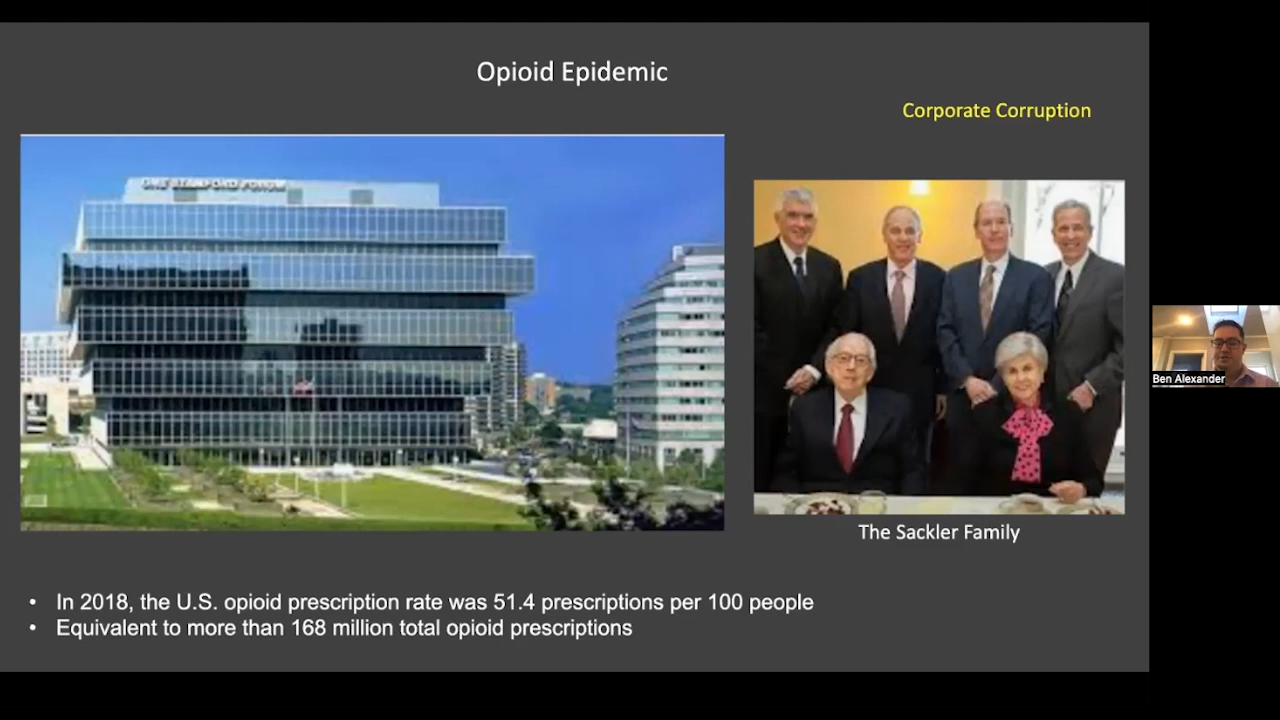 Opioid Epidemic
Corporate Corruption
ONE STAMFORD FORUM
Ben Alexander
The Sackler Family
• In 2018, the U.S. opioid prescription rate was 51.4 prescriptions per 100 people
• Equivalent to more than 168 million total opioid prescriptions